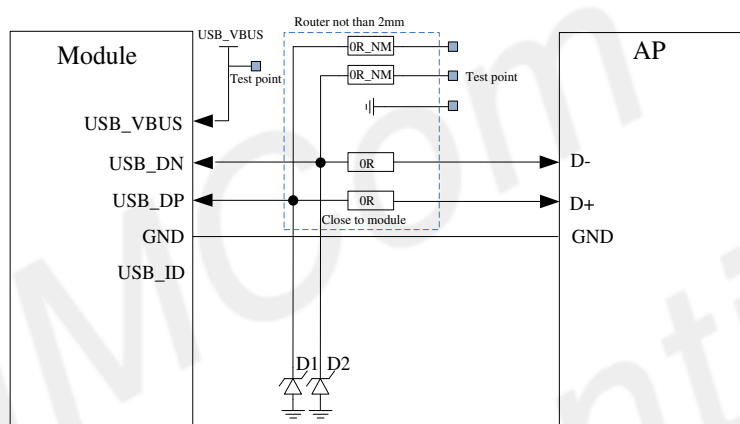 Router not than 2mm
USB_VBUS
Module
0R_NM
AP
Test point
0R_NM
Test point
USB_VBUS
USB_DN
0R
D-
USB_DP
0R
D+
Close to module
GND
GND
USB_ID
D1
D2